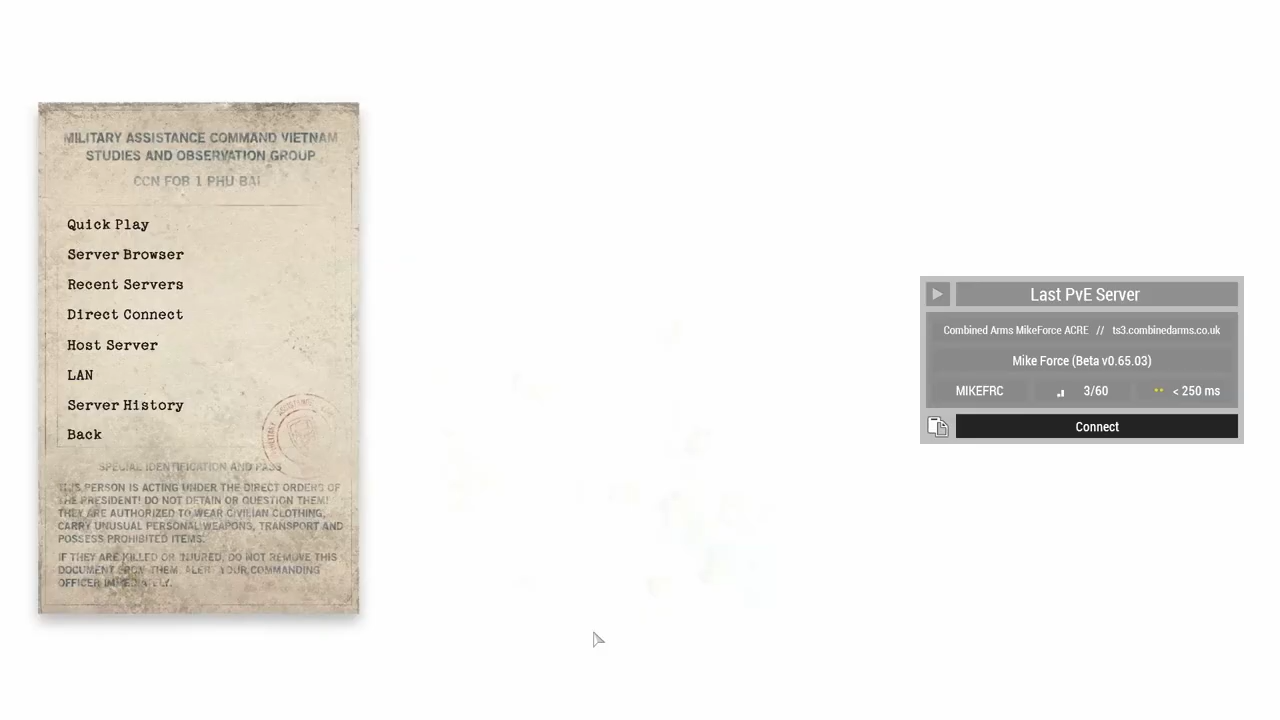 MILITARY ASSISTANCE COMMAND VIETNAM
STUDIES AND OBSERVATION GROUP
CCN FOB 1 PHU BAI
Quick Play
Server Browser
Recent Servers
Direct Connect
Host Server
LAN
Server History
Back
SPECIAL IDENTIFICATION AND PASS
THIS PERSON IS ACTING UNDER THE DIRECT ORDERS OF
THE PRESIDENT! DO NOT DETAIN OR QUESTION THEM!
THEY ARE AUTHORIZED TO WEAR CIVILIAN CLOTHING,
CARRY UNUSUAL PERSONAL WEAPONS, TRANSPORT AND
POSSESS PROHIBITED ITEMS.
IF THEY ARE KILLED OR INJURED, DO NOT REMOVE THIS
DOCUMENT FROM THEM. ALERT YOUR COMMANDING
OFFICER IMMEDIATELY.
Last PvE Server
Combined Arms MikeForce ACRE // ts3.combinedarms.co.uk
Mike Force (Beta v0.65.03)
MIKEFRC 3/60 < 250 ms
Connect